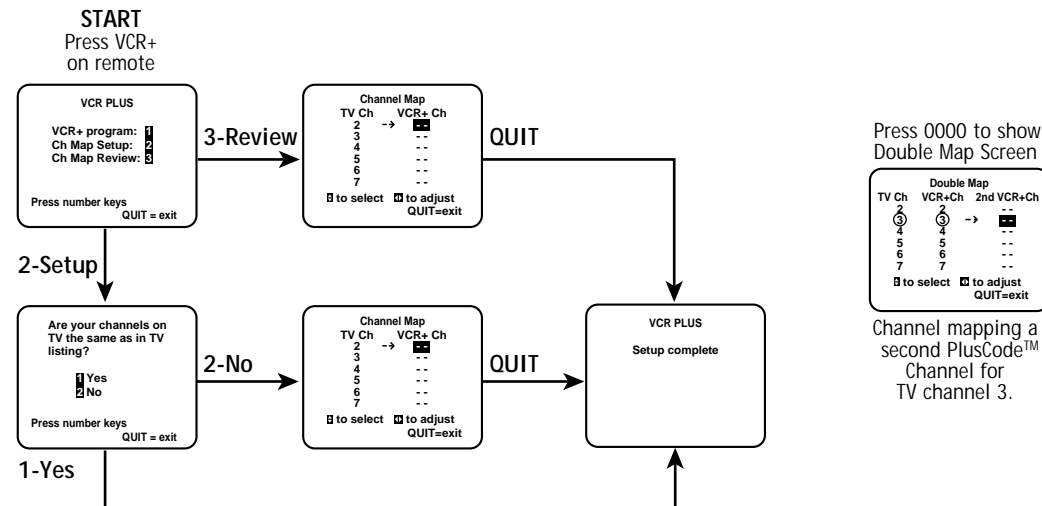 START
Press VCR+
on remote
VCR PLUS
VCR+ program: 1
Ch Map Setup: 2
Ch Map Review: 3
Press number keys
QUIT = exit
3-Review
Channel Map
TV Ch VCR+ Ch
2 --> - -
3 - -
4 - -
5 - -
6 - -
7 - -
to select to adjust
QUIT=exit
QUIT
2-Setup
Are your channels on
TV the same as in TV
listing?
1 Yes
2 No
Press number keys
QUIT = exit
2-No
Channel Map
TV Ch VCR+ Ch
2 --> - -
3 - -
4 - -
5 - -
6 - -
7 - -
to select to adjust
QUIT=exit
QUIT
VCR PLUS
Setup complete
1-Yes
Press 0000 to show
Double Map Screen
Double Map
TV Ch VCR+Ch 2nd VCR+Ch
2 2 - -
3 3 --> - -
4 4 - -
5 5 - -
6 6 - -
7 7 - -
to select to adjust
QUIT=exit
Channel mapping a
second PlusCode™
Channel for
TV channel 3.